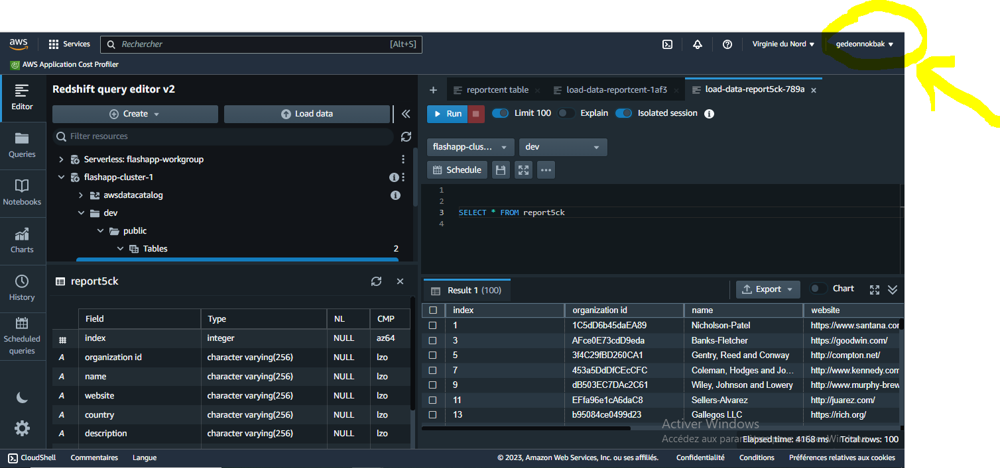 aws Services Rechercher [Alt+S] Virginie du Nord gedeonnokbak
AWS Application Cost Profiler
Editor
Queries
Notebooks
Charts
History
Scheduled
queries
Redshift query editor v2
Create Load data
Filter resources
Serverless: flashapp-workgroup
flashapp-cluster-1
awsdatacatalog
dev
public
Tables 2
report5ck
Field Type NL CMP
index integer NULL az64
organization id character varying(256) NULL lzo
name character varying(256) NULL lzo
website character varying(256) NULL lzo
country character varying(256) NULL lzo
description character varying(256) NULL lzo
+ reportcent table × load-data-reportcent-1af3 × load-data-report5ck-789a ×
Run Limit 100 Explain Isolated session
flashapp-clus... dev
Schedule
1
2
3 SELECT * FROM report5ck
4
Result 1 (100) Export Chart
index organization id name website
1 1C5dD6b45daEA89 Nicholson-Patel https://www.santana.cor
3 AFce0E73cdD9eda Banks-Fletcher https://goodwin.com/
5 3f4C29fBD260CA1 Gentry, Reed and Conway http://compton.net/
7 453a5DdDfCEcCFC Coleman, Hodges and Jo... http://www.kennedy.com
9 dB503EC7DAc2C61 Wiley, Johnson and Lowery http://www.murphy-brew
11 EFfa96e1cA6daC8 Sellers-Alvarez http://juarez.com/
13 b95084ce0499d23 Gallegos LLC https://rich.org/
Activer Windows
Accédez aux Windows
Elapsed time: 4168 ms Total rows: 100
CloudShell Commentaires Langue © 2023, Amazon Web Services, Inc. ou ses affiliés. Confidentialité Conditions Préférences relatives aux cookies